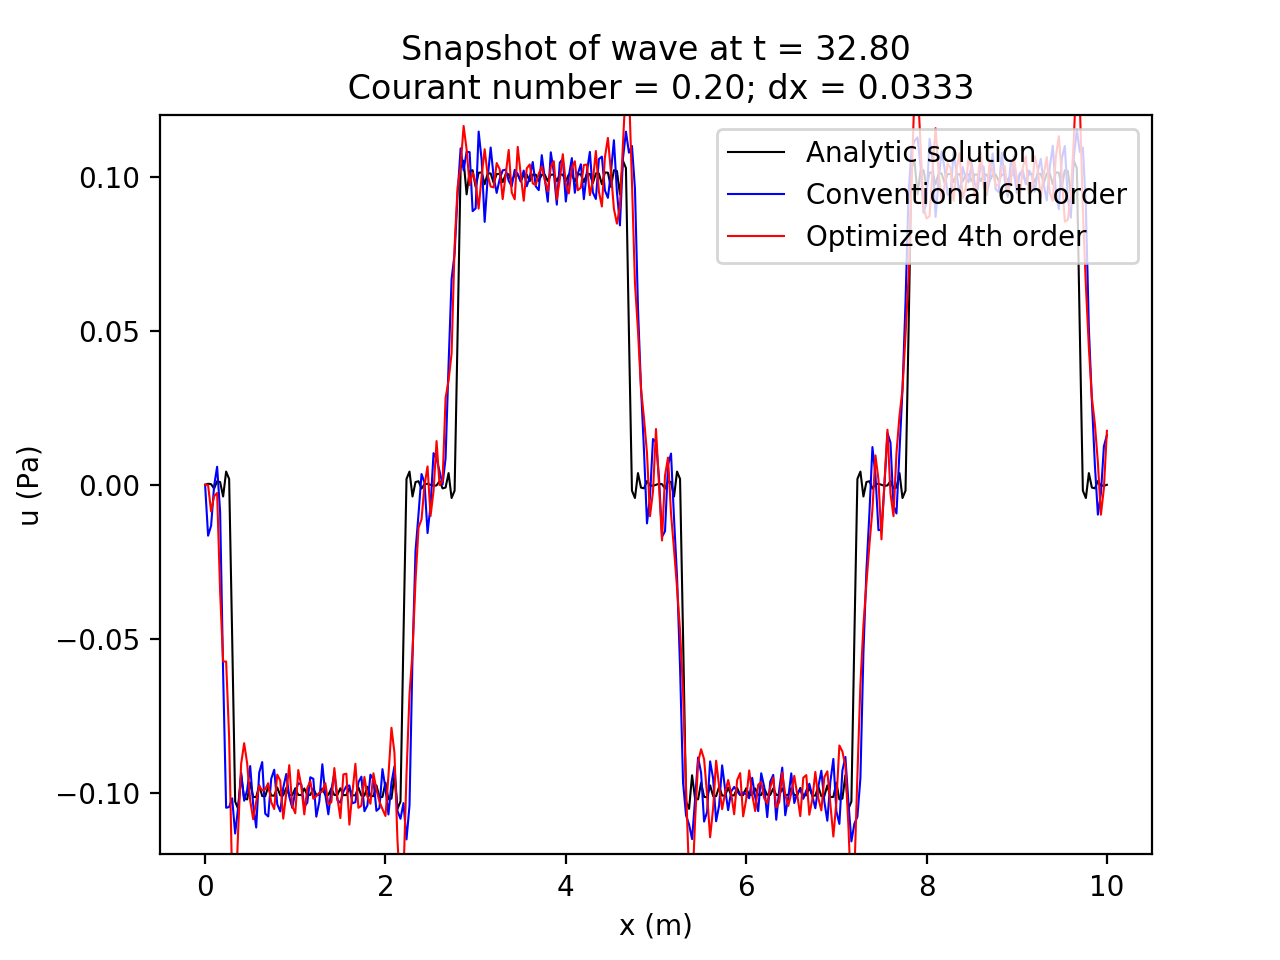 Snapshot of wave at t = 32.80
Courant number = 0.20; dx = 0.0333
Analytic solution
Conventional 6th order
Optimized 4th order
0.10
0.05
0.00
−0.05
−0.10
u (Pa)
0 2 4 6 8 10
x (m)